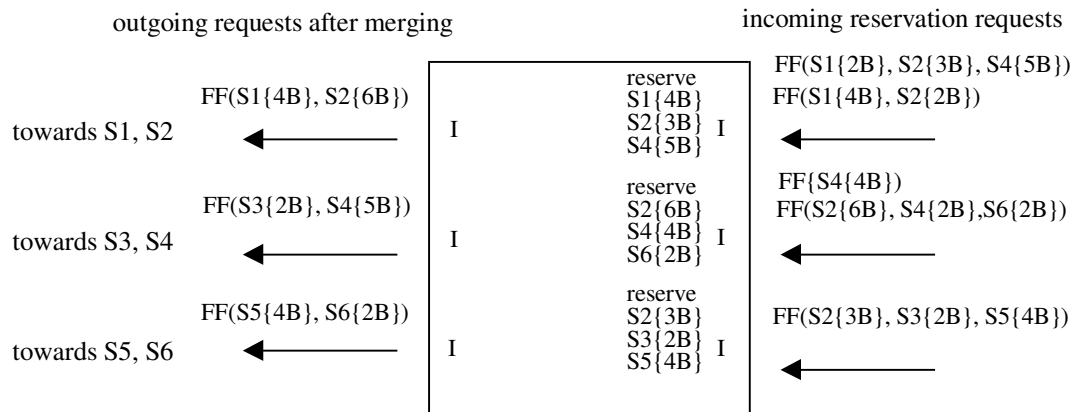 outgoing requests after merging
incoming reservation requests
FF(S1{4B}, S2{6B})
towards S1, S2
I
reserve
S1{4B}
S2{3B}
S4{5B}
I
FF(S1{2B}, S2{3B}, S4{5B})
FF(S1{4B}, S2{2B})
FF(S3{2B}, S4{5B})
towards S3, S4
I
reserve
S2{6B}
S4{4B}
S6{2B}
I
FF{S4{4B})
FF(S2{6B}, S4{2B},S6{2B})
FF(S5{4B}, S6{2B})
towards S5, S6
I
reserve
S2{3B}
S3{2B}
S5{4B}
I
FF(S2{3B}, S3{2B}, S5{4B})